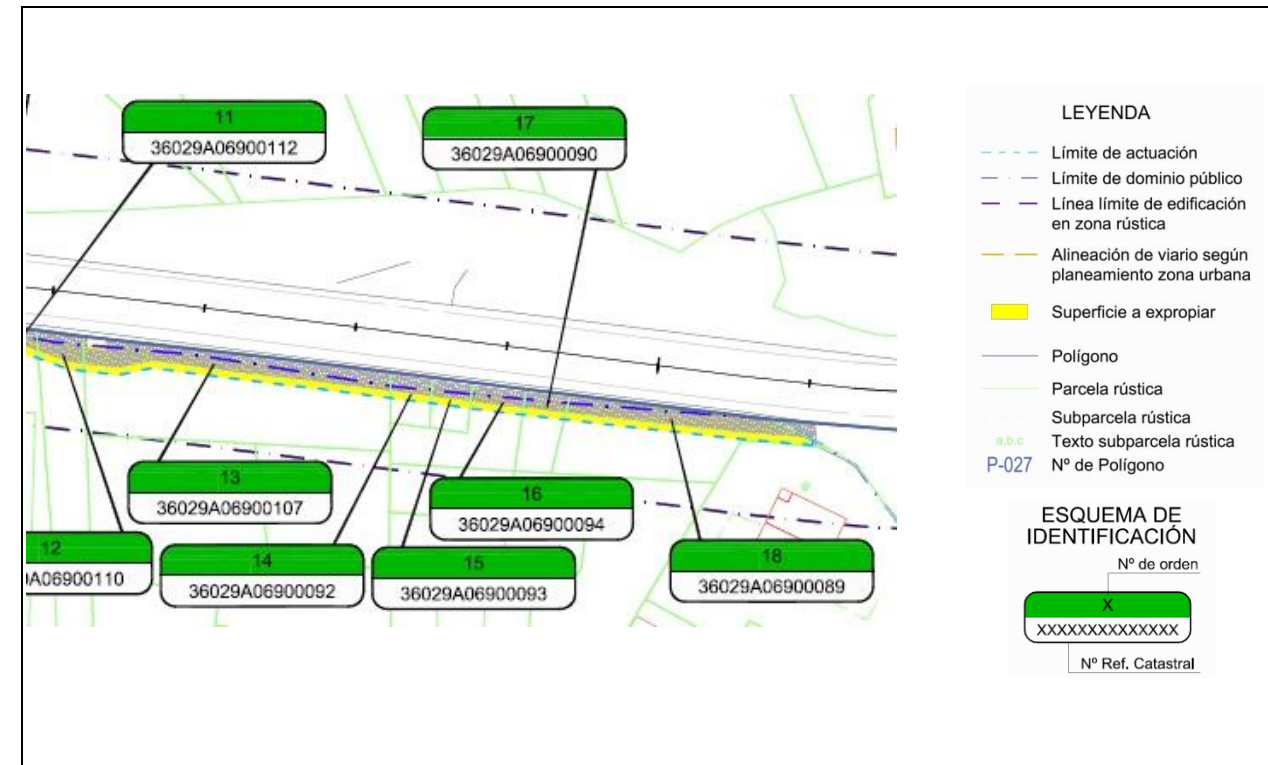 11
36029A06900112
17
36029A06900090
13
36029A06900107
16
36029A06900094
12
0A06900110
14
36029A06900092
15
36029A06900093
18
36029A06900089
LEYENDA
Límite de actuación
Límite de dominio público
Línea límite de edificación
en zona rústica
Alineación de viario según
planeamiento zona urbana
Superficie a expropiar
Polígono
Parcela rústica
Subparcela rústica
a,b,c Texto subparcela rústica
P-027 Nº de Polígono
ESQUEMA DE
IDENTIFICACIÓN
Nº de orden
X
XXXXXXXXXXXXXX
Nº Ref. Catastral